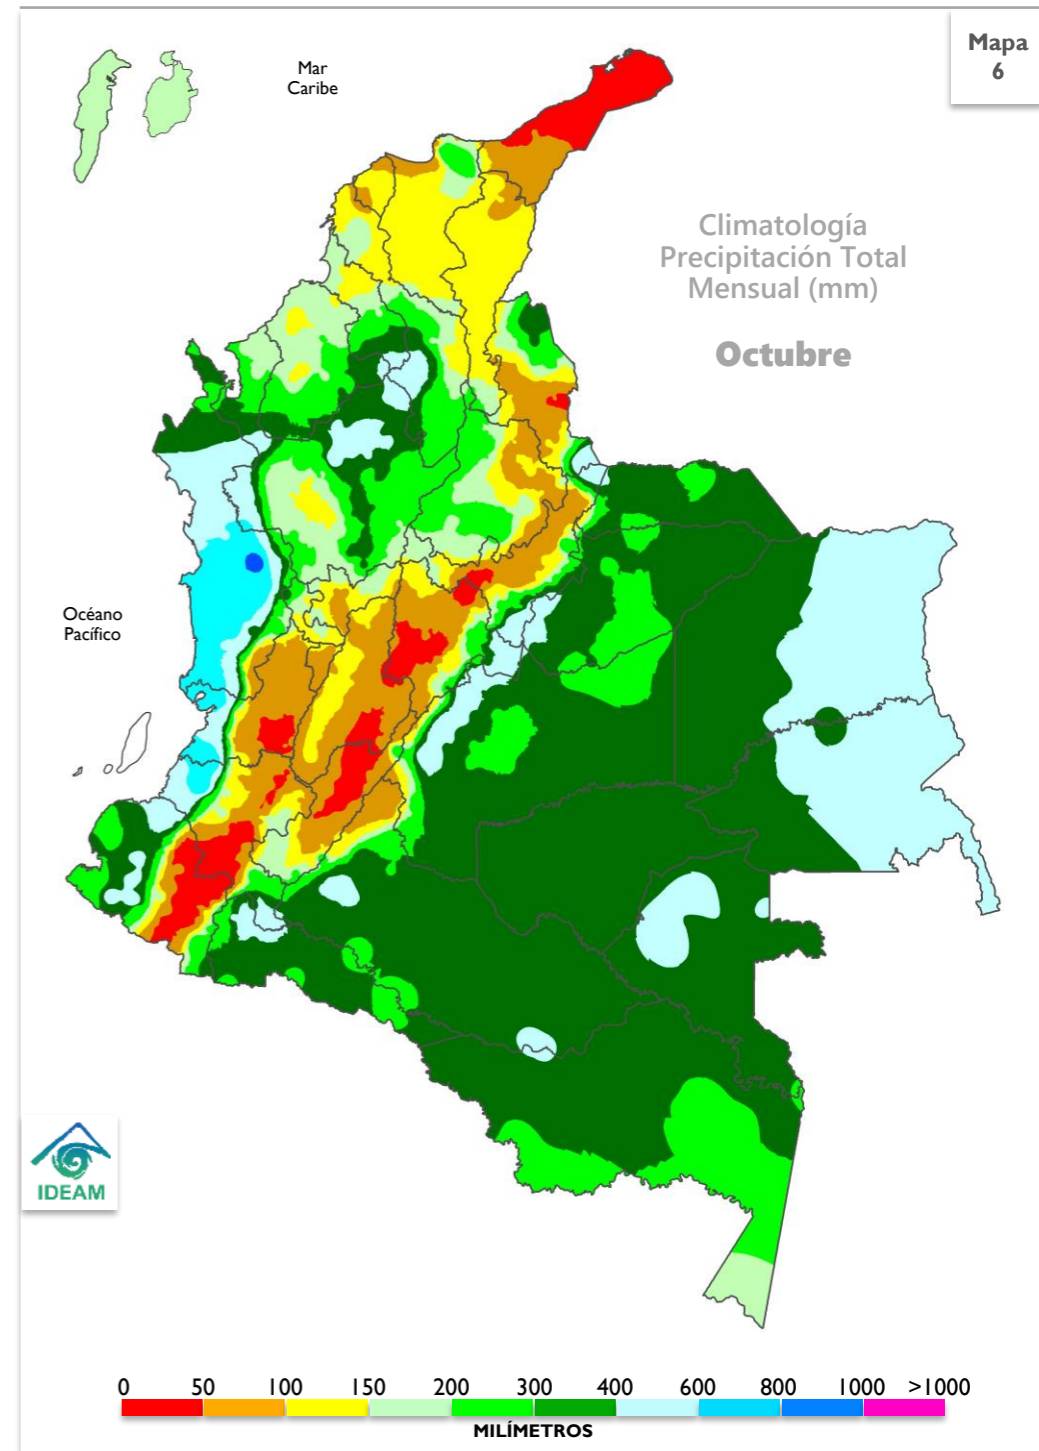 Mapa
6
Mar
Caribe
Climatología
Precipitación Total
Mensual (mm)
Octubre
Océano
Pacífico
IDEAM
0 50 100 150 200 300 400 600 800 1000 >1000
MILÍMETROS